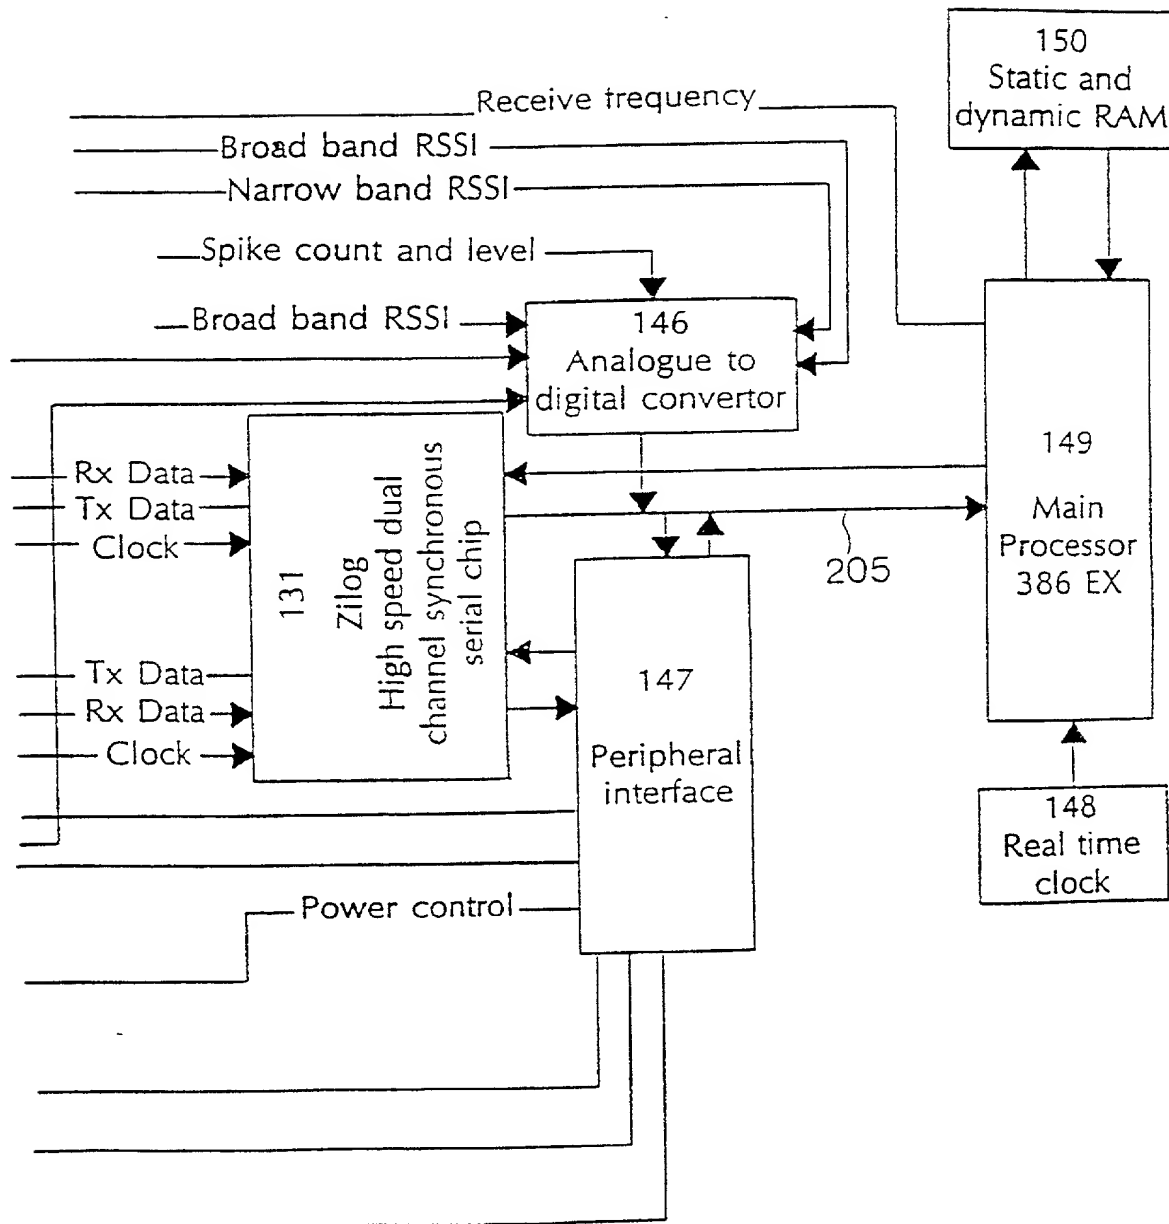 150
Static and
dynamic RAM
Receive frequency
Broad band RSSI
Narrow band RSSI
Spike count and level
Broad band RSSI
146
Analogue to
digital convertor
149
Main
Processor
386 EX
Rx Data
Tx Data
Clock
131
Zilog
High speed dual
channel synchronous
serial chip
205
Tx Data
Rx Data
Clock
147
Peripheral
interface
148
Real time
clock
Power control